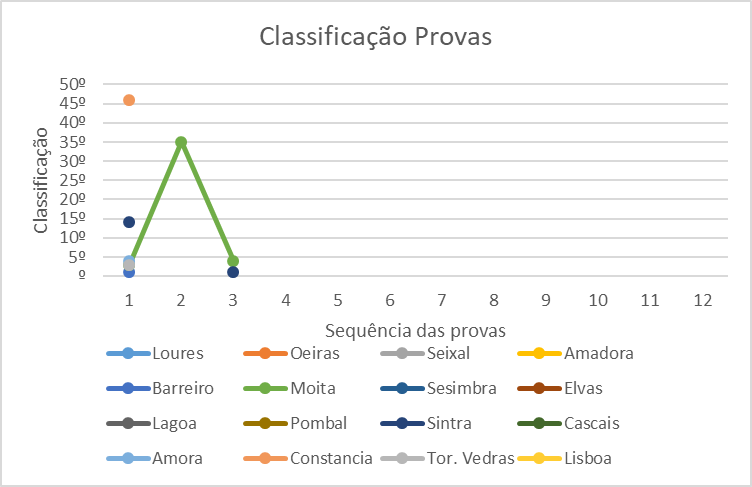 Classificação Provas
50º
45º
40º
35º
30º
25º
20º
15º
10º
5º
º
Classificação
1 2 3 4 5 6 7 8 9 10 11 12
Sequência das provas
Loures Oeiras Seixal Amadora
Barreiro Moita Sesimbra Elvas
Lagoa Pombal Sintra Cascais
Amora Constancia Tor. Vedras Lisboa